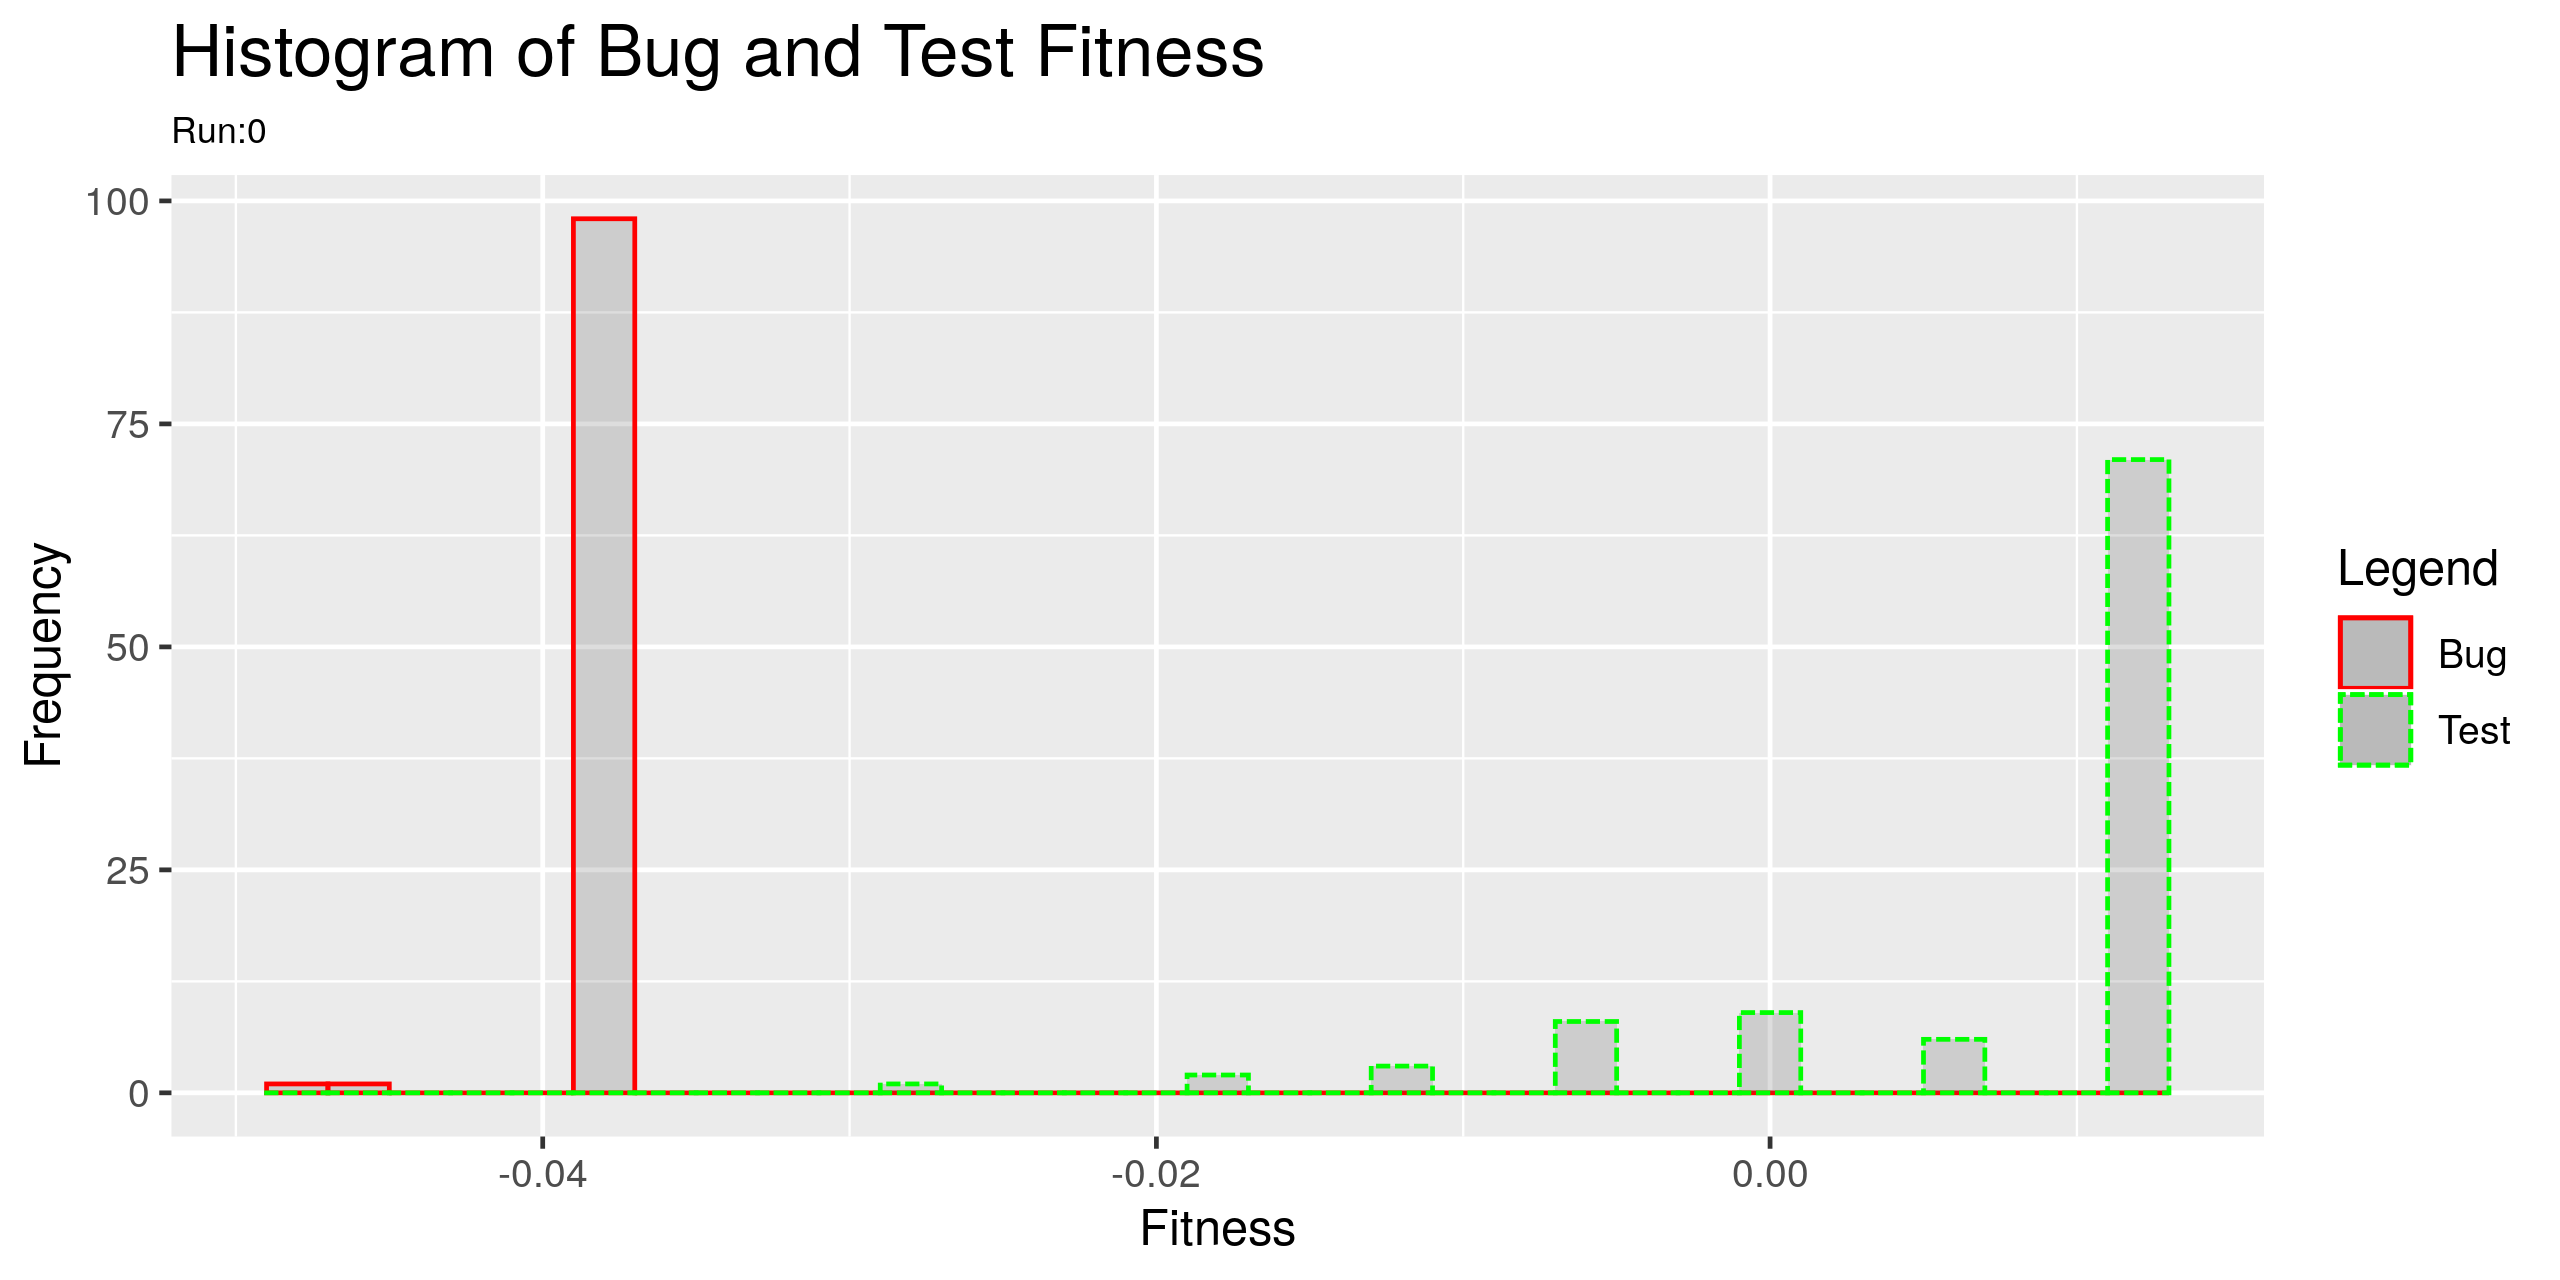 Histogram of Bug and Test Fitness
Run:0
100
75
50
25
0
Frequency
-0.04
-0.02
0.00
Fitness
Legend
Bug
Test